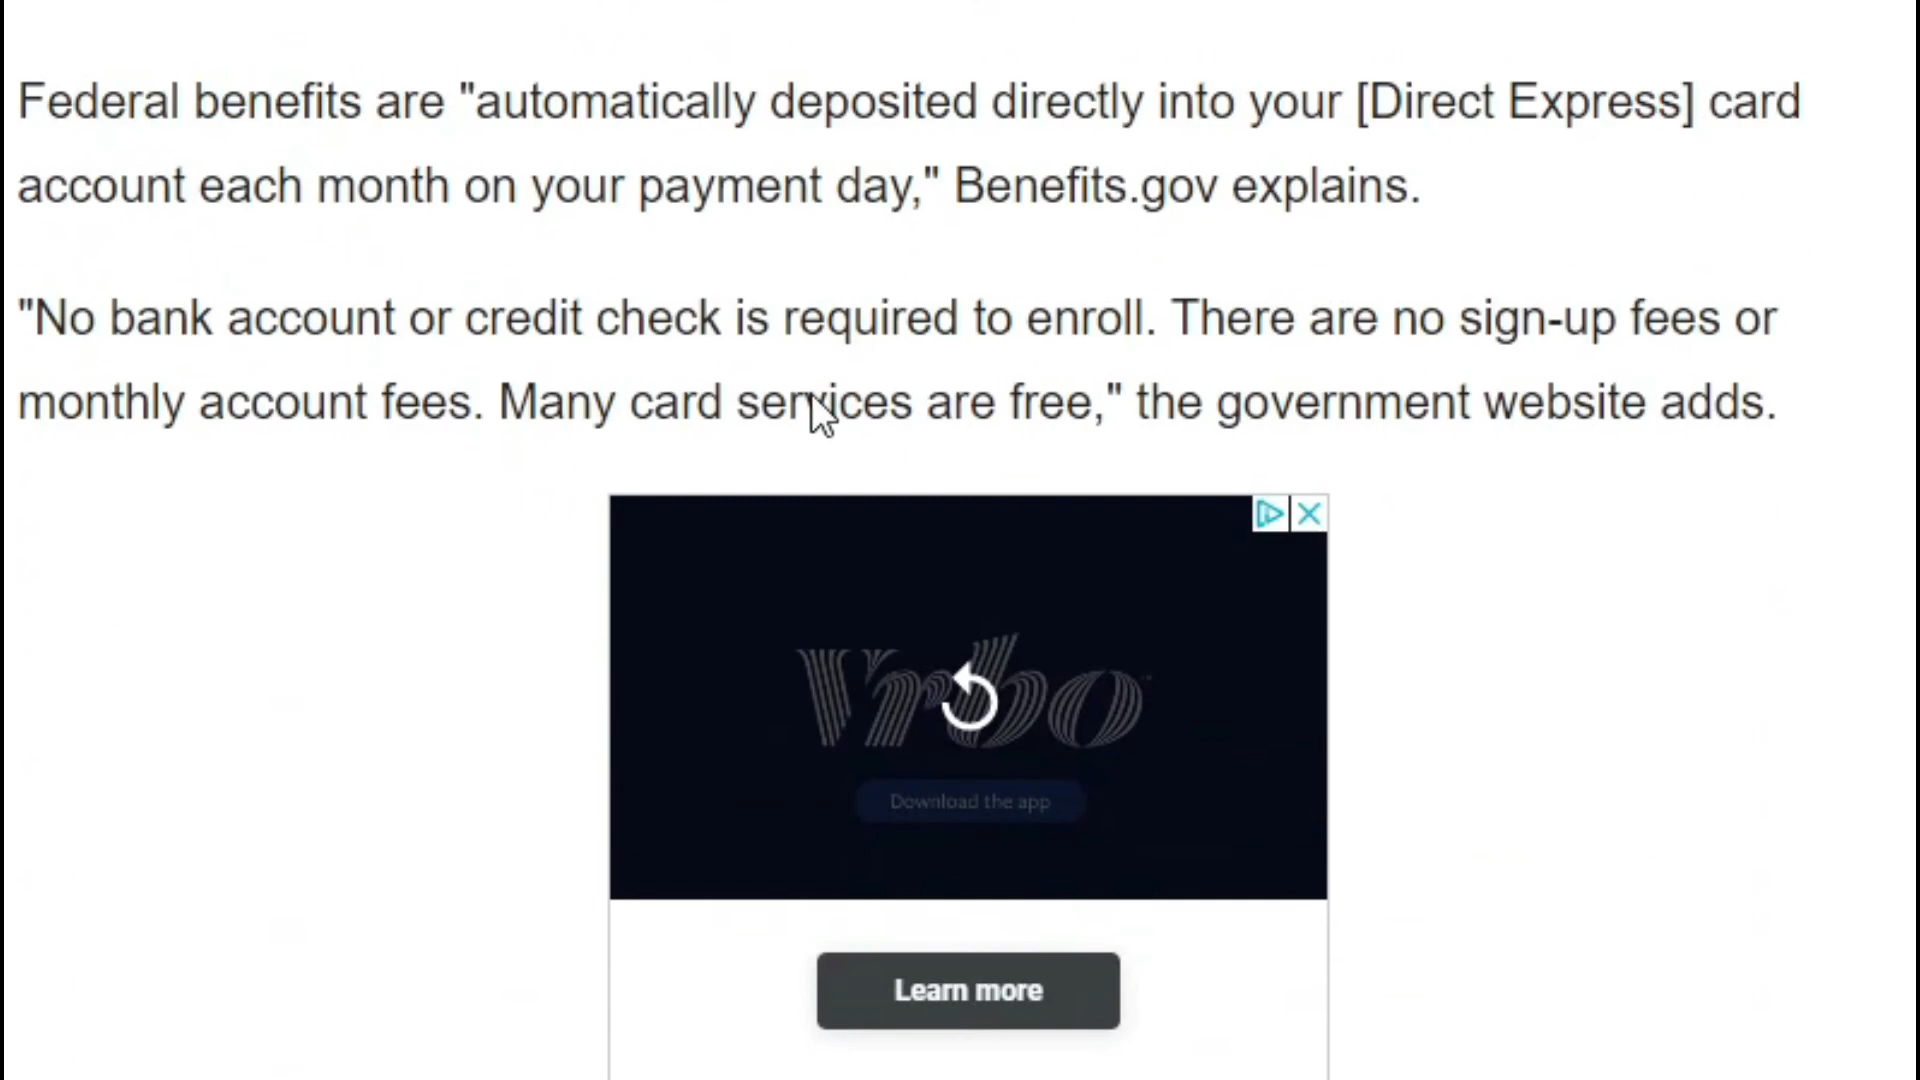 Federal benefits are "automatically deposited directly into your [Direct Express] card
account each month on your payment day," Benefits.gov explains.
"No bank account or credit check is required to enroll. There are no sign-up fees or
monthly account fees. Many card services are free," the government website adds.
Vrbo
Download the app
Learn more